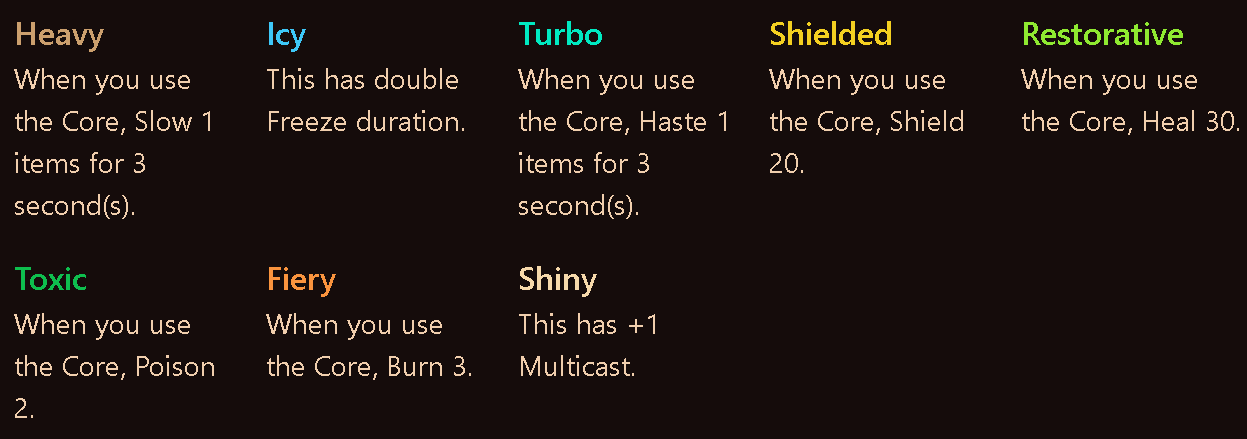 Heavy
When you use
the Core, Slow 1
items for 3
second(s).
Icy
This has double
Freeze duration.
Turbo
When you use
the Core, Haste 1
items for 3
second(s).
Shielded
When you use
the Core, Shield
20.
Restorative
When you use
the Core, Heal 30.
Toxic
When you use
the Core, Poison
2.
Fiery
When you use
the Core, Burn 3.
Shiny
This has +1
Multicast.